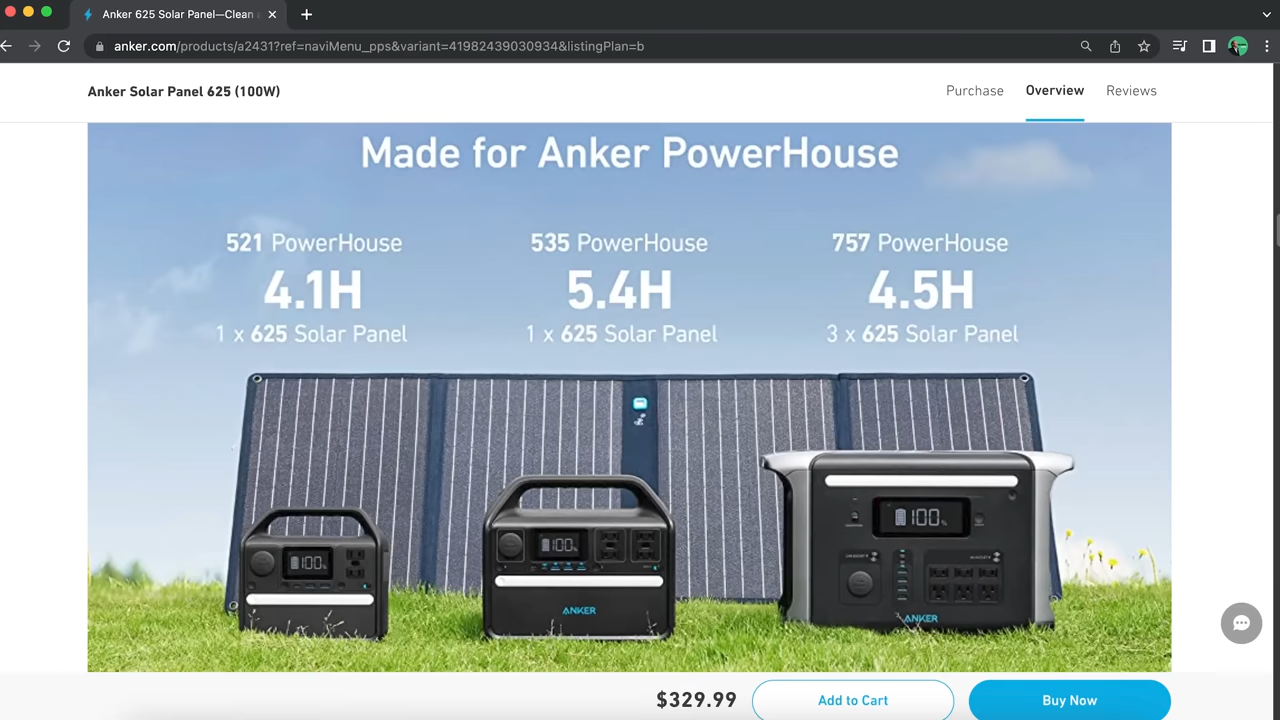 Anker 625 Solar Panel—Clean
anker.com/products/a2431?ref=naviMenu_pps&variant=41982439030934&listingPlan=b
Anker Solar Panel 625 (100W)
Purchase
Overview
Reviews
Made for Anker PowerHouse
521 PowerHouse
4.1H
1 x 625 Solar Panel
535 PowerHouse
5.4H
1 x 625 Solar Panel
757 PowerHouse
4.5H
3 x 625 Solar Panel
100%
100%
ANKER
100%
ANKER
$329.99
Add to Cart
Buy Now